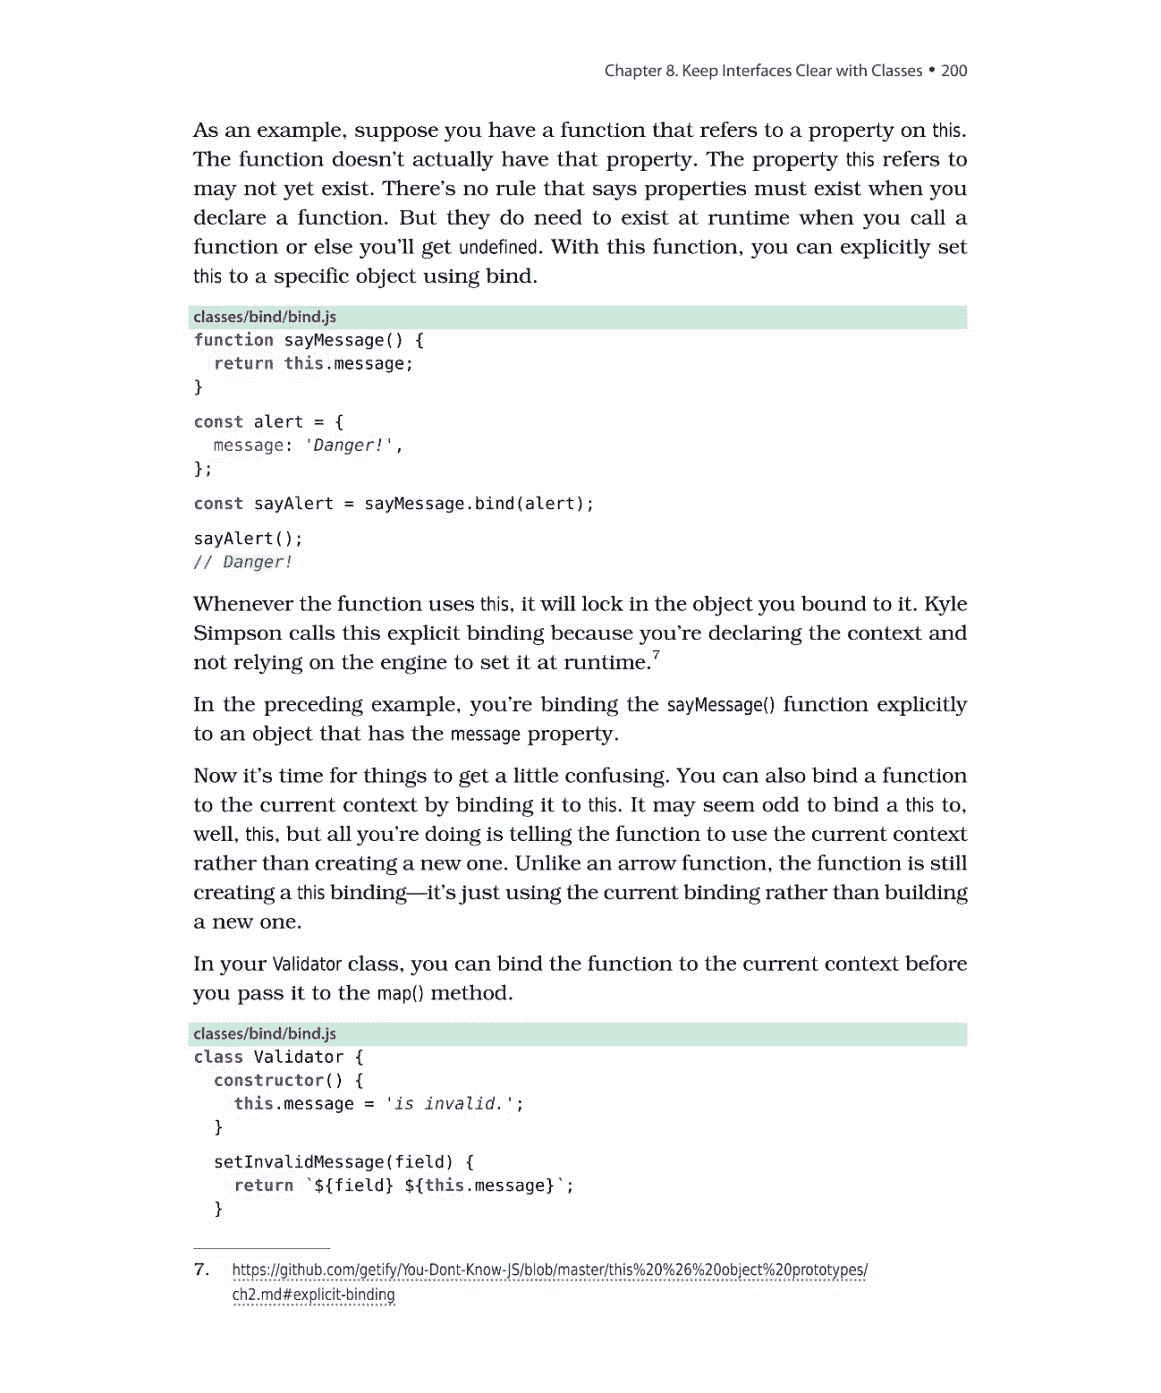 Chapter 8. Keep Interfaces Clear with Classes • 200
As an example, suppose you have a function that refers to a property on this.
The function doesn't actually have that property. The property this refers to
may not yet exist. There's no rule that says properties must exist when you
declare a function. But they do need to exist at runtime when you call a
function or else you'll get undefined. With this function, you can explicitly set
this to a specific object using bind.
classes/bind/bind.js
function sayMessage() {
  return this.message;
}
const alert = {
  message: 'Danger!',
};
const sayAlert = sayMessage.bind(alert);
sayAlert();
// Danger!
Whenever the function uses this, it will lock in the object you bound to it. Kyle
Simpson calls this explicit binding because you're declaring the context and
not relying on the engine to set it at runtime.7
In the preceding example, you're binding the sayMessage() function explicitly
to an object that has the message property.
Now it's time for things to get a little confusing. You can also bind a function
to the current context by binding it to this. It may seem odd to bind a this to,
well, this, but all you're doing is telling the function to use the current context
rather than creating a new one. Unlike an arrow function, the function is still
creating a this binding—it's just using the current binding rather than building
a new one.
In your Validator class, you can bind the function to the current context before
you pass it to the map() method.
classes/bind/bind.js
class Validator {
  constructor() {
    this.message = 'is invalid.';
  }
  setInvalidMessage(field) {
    return `${field} ${this.message}`;
  }
7. https://github.com/getify/You-Dont-Know-JS/blob/master/this%20%26%20object%20prototypes/
ch2.md#explicit-binding